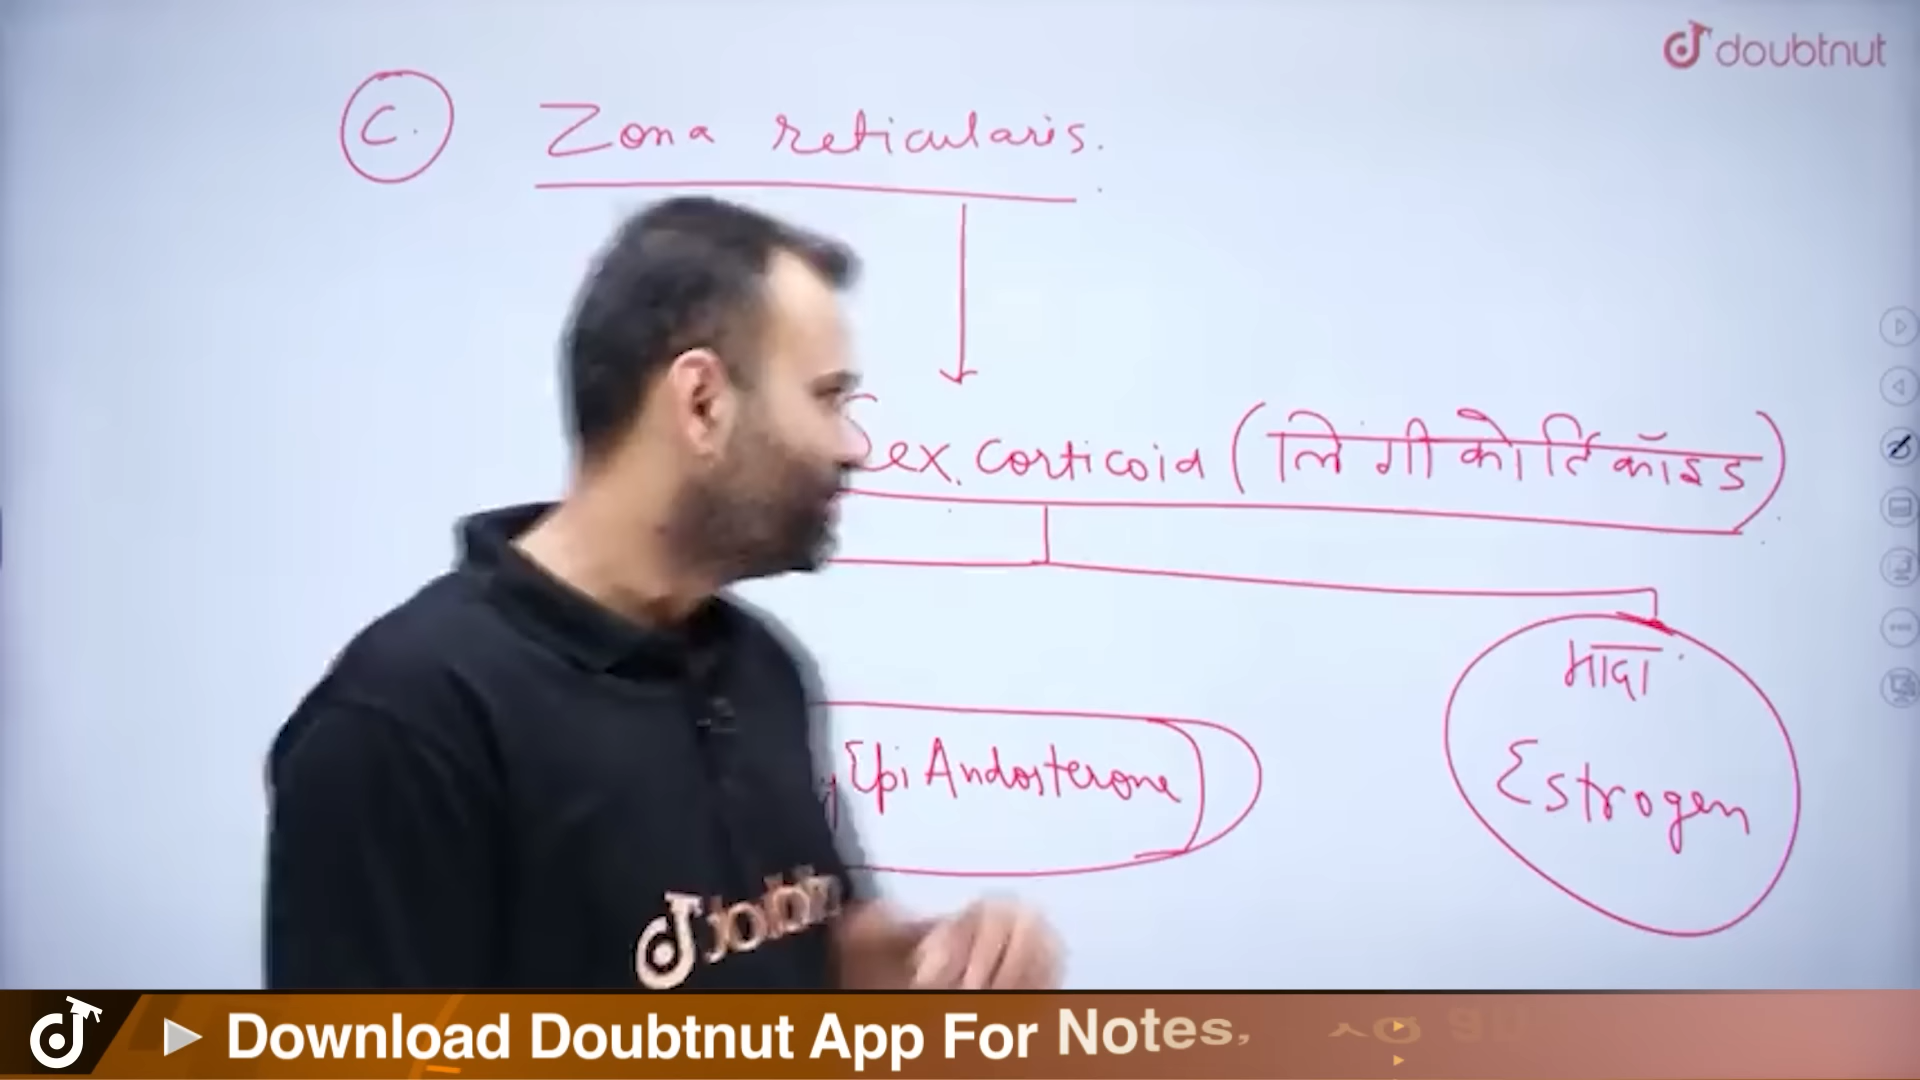 doubtnut
C. Zona reticularis.
Sex corticoid (लिंगी कोर्टिकॉइड)
मादा
Epi Andosterone
Estrogen
Download Doubtnut App For Notes,